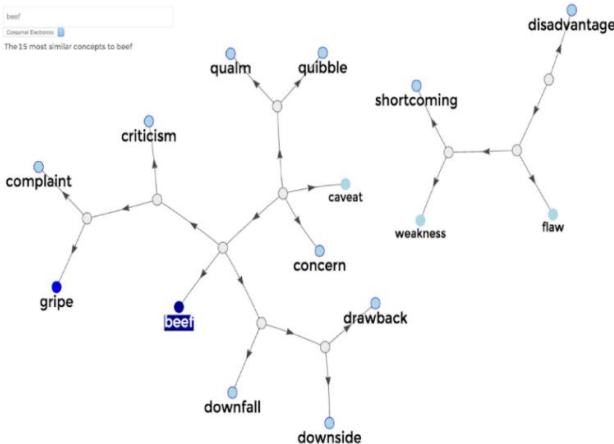 beef
Consumer Electronics
The 15 most similar concepts to beef
disadvantage
qualm
quibble
shortcoming
criticism
complaint
caveat
weakness
flaw
concern
gripe
beef
drawback
downfall
downside